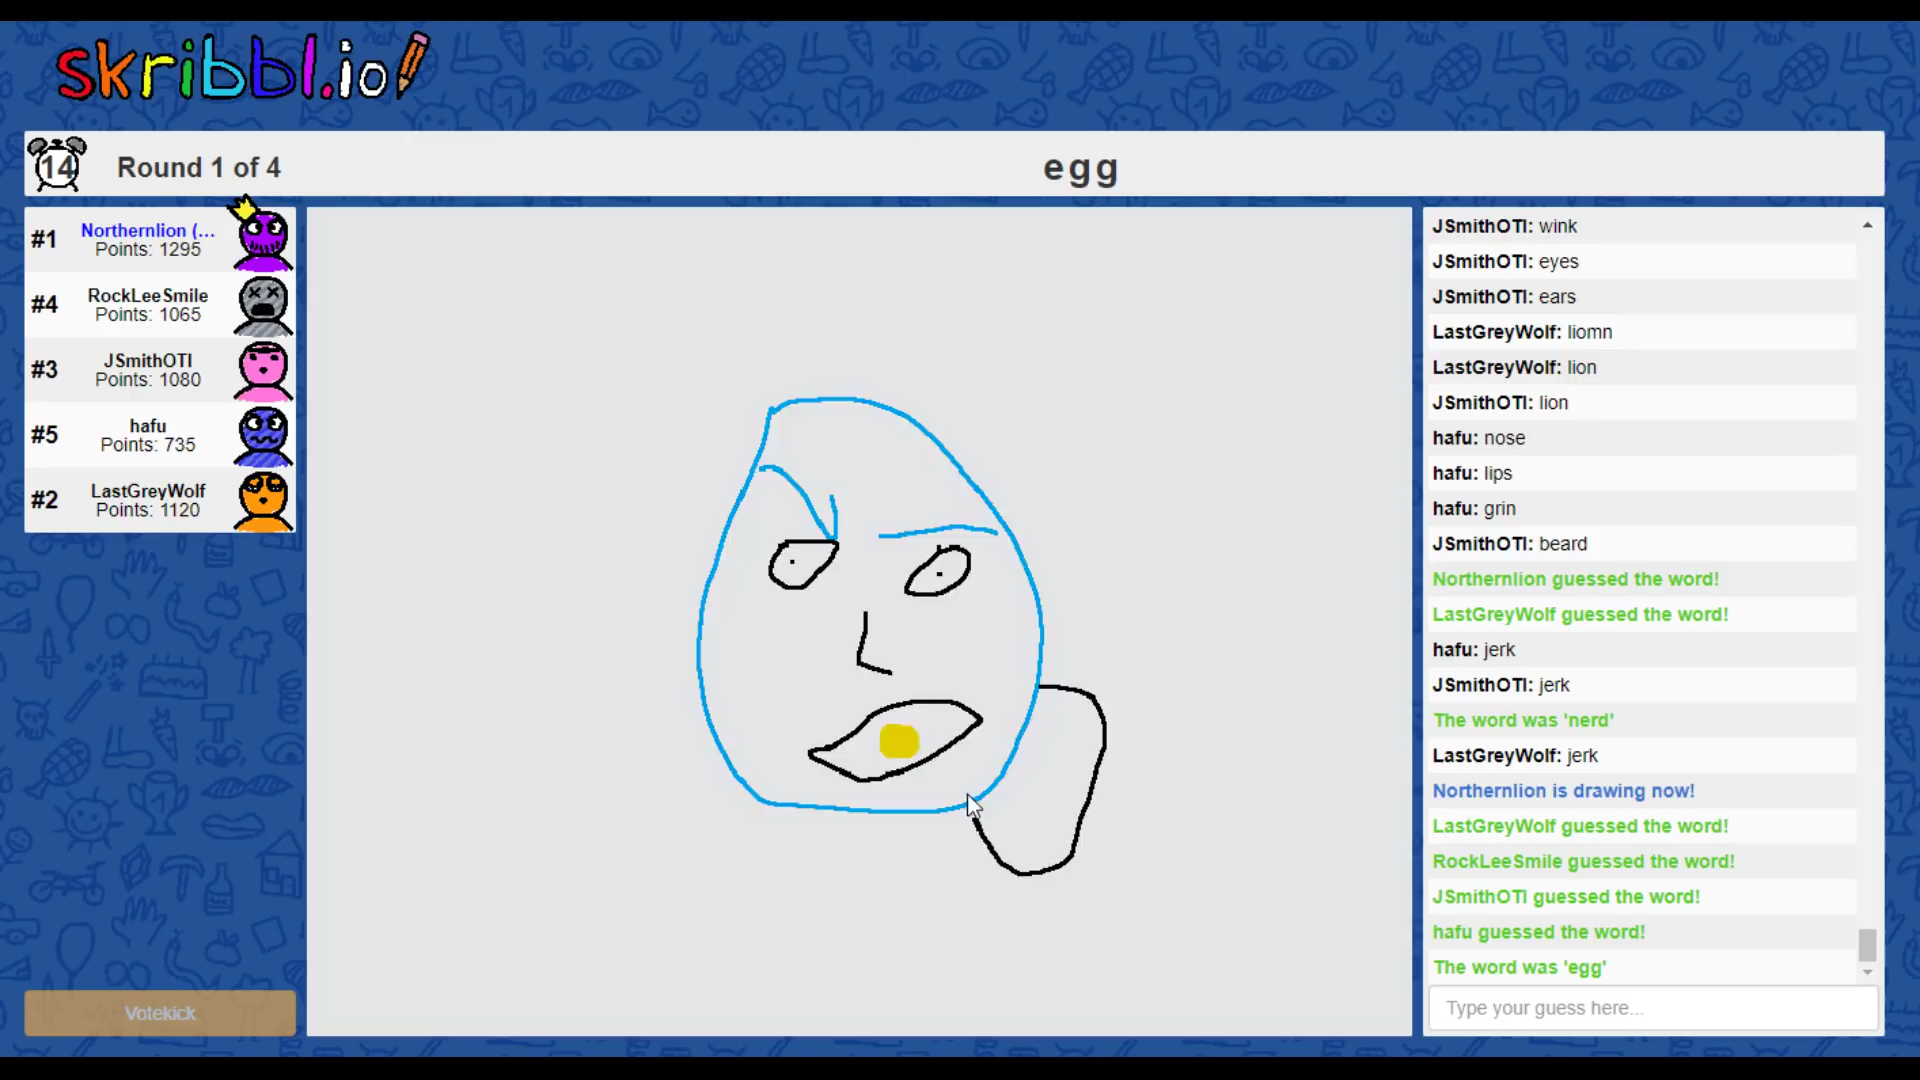 skribbl.io
14
Round 1 of 4
egg
#1
Northernlion (...
Points: 1295
#4
RockLeeSmile
Points: 1065
#3
JSmithOTI
Points: 1080
#5
hafu
Points: 735
#2
LastGreyWolf
Points: 1120
Votekick
JSmithOTI: wink
JSmithOTI: eyes
JSmithOTI: ears
LastGreyWolf: liomn
LastGreyWolf: lion
JSmithOTI: lion
hafu: nose
hafu: lips
hafu: grin
JSmithOTI: beard
Northernlion guessed the word!
LastGreyWolf guessed the word!
hafu: jerk
JSmithOTI: jerk
The word was 'nerd'
LastGreyWolf: jerk
Northernlion is drawing now!
LastGreyWolf guessed the word!
RockLeeSmile guessed the word!
JSmithOTI guessed the word!
hafu guessed the word!
The word was 'egg'
Type your guess here...